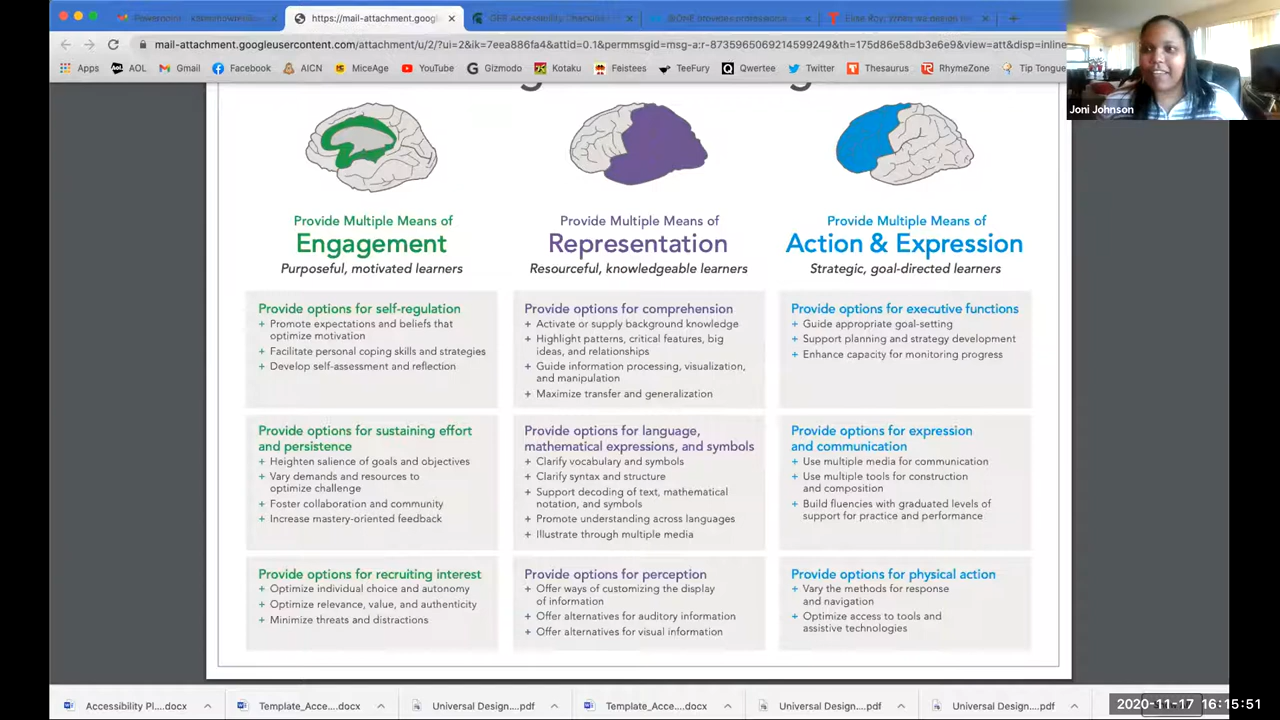 https://mail-attachment.googl
GEB Accessibility Checklist
Elise Roy: When we design for
mail-attachment.googleusercontent.com/attachment/u/2/?ui=2&ik=7eea886fa4&attid=0.1&permmsgid=msg-a:r-8735965069214599249&th=175d86e58db3e6e9&view=att&disp=inline
Apps AOL Gmail Facebook AICN MiceAge YouTube Gizmodo Kotaku Feistees TeeFury Qwertee Twitter Thesaurus RhymeZone Tip Tongue
Joni Johnson
Provide Multiple Means of
Engagement
Purposeful, motivated learners
Provide options for self-regulation
+ Promote expectations and beliefs that
optimize motivation
+ Facilitate personal coping skills and strategies
+ Develop self-assessment and reflection
Provide options for sustaining effort
and persistence
+ Heighten salience of goals and objectives
+ Vary demands and resources to
optimize challenge
+ Foster collaboration and community
+ Increase mastery-oriented feedback
Provide options for recruiting interest
+ Optimize individual choice and autonomy
+ Optimize relevance, value, and authenticity
+ Minimize threats and distractions
Provide Multiple Means of
Representation
Resourceful, knowledgeable learners
Provide options for comprehension
+ Activate or supply background knowledge
+ Highlight patterns, critical features, big
ideas, and relationships
+ Guide information processing, visualization,
and manipulation
+ Maximize transfer and generalization
Provide options for language,
mathematical expressions, and symbols
+ Clarify vocabulary and symbols
+ Clarify syntax and structure
+ Support decoding of text, mathematical
notation, and symbols
+ Promote understanding across languages
+ Illustrate through multiple media
Provide options for perception
+ Offer ways of customizing the display
of information
+ Offer alternatives for auditory information
+ Offer alternatives for visual information
Provide Multiple Means of
Action & Expression
Strategic, goal-directed learners
Provide options for executive functions
+ Guide appropriate goal-setting
+ Support planning and strategy development
+ Enhance capacity for monitoring progress
Provide options for expression
and communication
+ Use multiple media for communication
+ Use multiple tools for construction
and composition
+ Build fluencies with graduated levels of
support for practice and performance
Provide options for physical action
+ Vary the methods for response
and navigation
+ Optimize access to tools and
assistive technologies
Accessibility Pl....docx Template_Acce....docx Universal Design....pdf Template_Acce....docx Universal Design....pdf Universal Design....pdf
2020-11-17 16:15:51